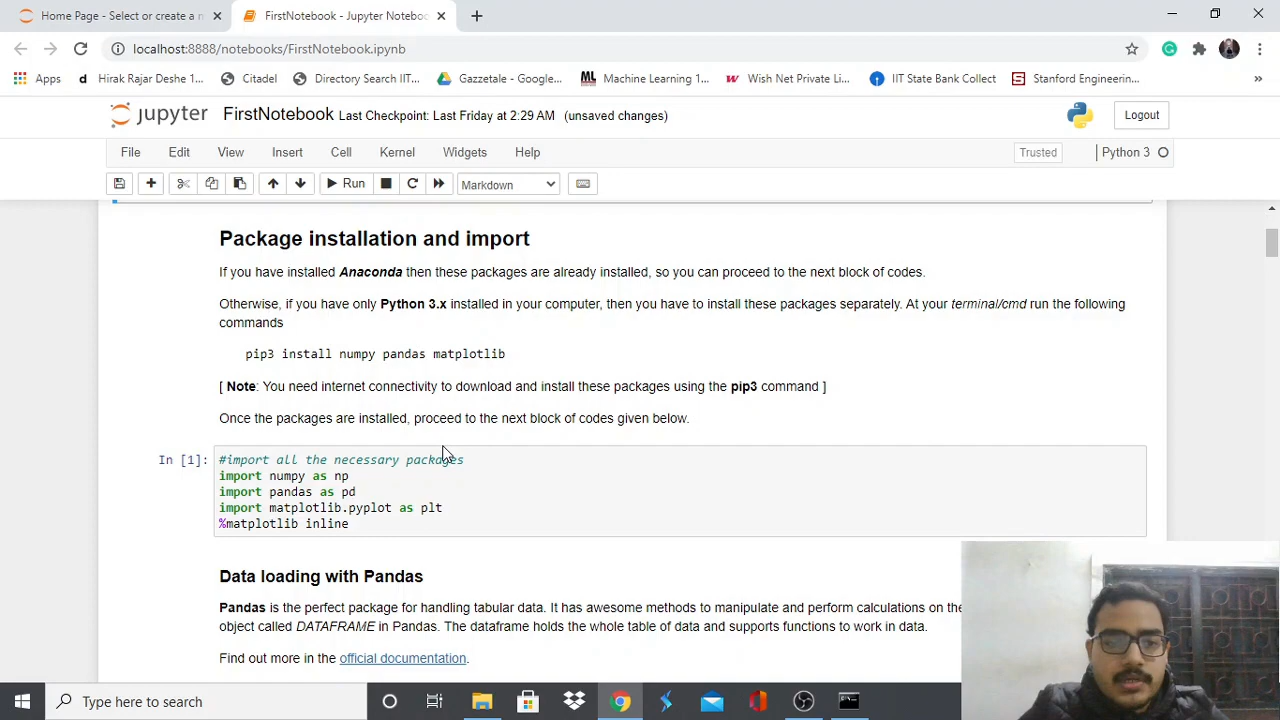 Home Page - Select or create a n
FirstNotebook - Jupyter Noteboo
localhost:8888/notebooks/FirstNotebook.ipynb
Apps
Hirak Rajar Deshe 1...
Citadel
Directory Search IIT...
Gazzetale - Google...
ML Machine Learning 1...
Wish Net Private Li...
IIT State Bank Collect
Stanford Engineerin...
jupyter FirstNotebook Last Checkpoint: Last Friday at 2:29 AM (unsaved changes)
Logout
File Edit View Insert Cell Kernel Widgets Help
Trusted
Python 3
Run
Markdown
Package installation and import
If you have installed Anaconda then these packages are already installed, so you can proceed to the next block of codes.
Otherwise, if you have only Python 3.x installed in your computer, then you have to install these packages separately. At your terminal/cmd run the following
commands
pip3 install numpy pandas matplotlib
[ Note: You need internet connectivity to download and install these packages using the pip3 command ]
Once the packages are installed, proceed to the next block of codes given below.
In [1]: #import all the necessary packages
import numpy as np
import pandas as pd
import matplotlib.pyplot as plt
%matplotlib inline
Data loading with Pandas
Pandas is the perfect package for handling tabular data. It has awesome methods to manipulate and perform calculations on the
object called DATAFRAME in Pandas. The dataframe holds the whole table of data and supports functions to work in data.
Find out more in the official documentation.
Type here to search